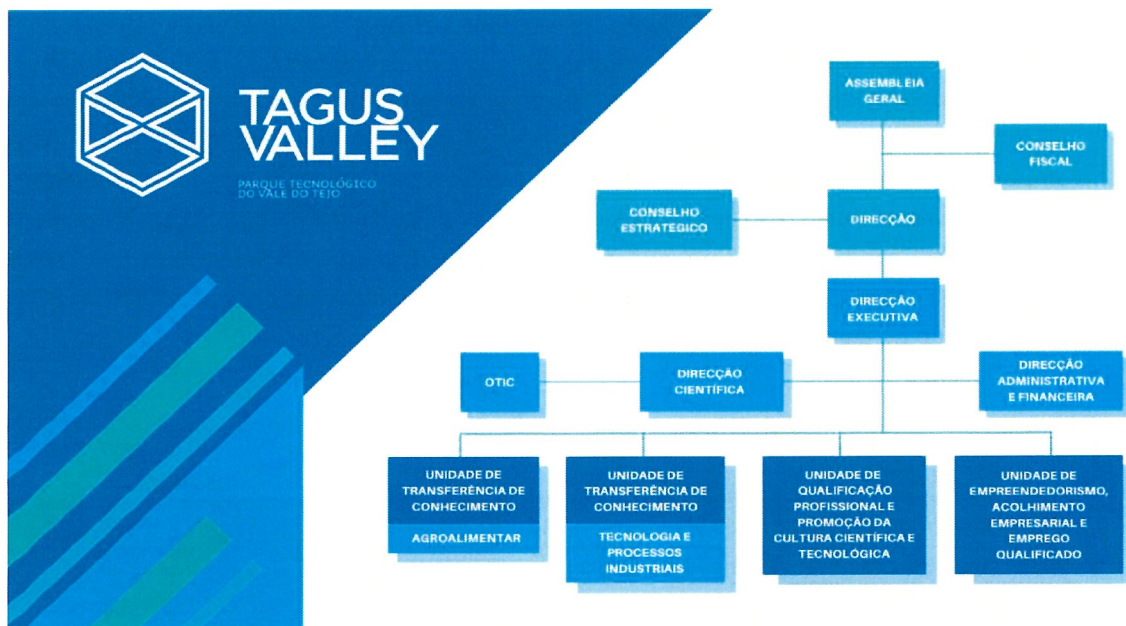 TAGUS
VALLEY
PARQUE TECNOLÓGICO
DO VALE DO TEJO
ASSEMBLEIA
GERAL
CONSELHO
FISCAL
CONSELHO
ESTRATÉGICO
DIRECÇÃO
DIRECÇÃO
EXECUTIVA
OTIC
DIRECÇÃO
CIENTÍFICA
DIRECÇÃO
ADMINISTRATIVA
E FINANCEIRA
UNIDADE DE
TRANSFERÊNCIA DE
CONHECIMENTO
AGROALIMENTAR
UNIDADE DE
TRANSFERÊNCIA DE
CONHECIMENTO
TECNOLOGIA E
PROCESSOS
INDUSTRIAIS
UNIDADE DE
QUALIFICAÇÃO
PROFISSIONAL E
PROMOÇÃO DA
CULTURA CIENTÍFICA E
TECNOLÓGICA
UNIDADE DE
EMPREENDEDORISMO,
ACOLHIMENTO
EMPRESARIAL E
EMPREGO
QUALIFICADO